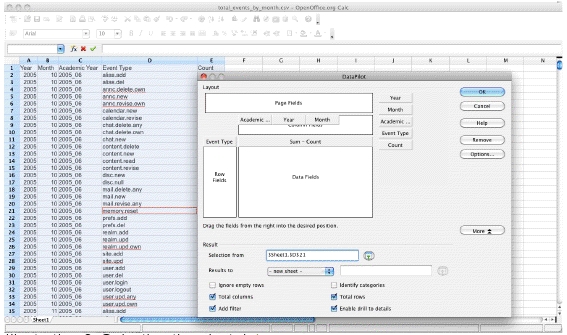 total_events_by_month.csv - OpenOffice.org Calc
Arial 10
A B C D E F G H I J K L M N
1 Year Month Academic Year Event Type Count
2 2005 10 2005_06 alias.add
3 2005 10 2005_06 alias.del
4 2005 10 2005_06 annc.delete.own
5 2005 10 2005_06 annc.new
6 2005 10 2005_06 annc.revise.own
7 2005 10 2005_06 calendar.new
8 2005 10 2005_06 calendar.revise
9 2005 10 2005_06 chat.delete.any
10 2005 10 2005_06 chat.delete.own
11 2005 10 2005_06 chat.new
12 2005 10 2005_06 content.delete
13 2005 10 2005_06 content.new
14 2005 10 2005_06 content.read
15 2005 10 2005_06 content.revise
16 2005 10 2005_06 disc.new
17 2005 10 2005_06 disc.null
18 2005 10 2005_06 mail.delete.any
19 2005 10 2005_06 mail.new
20 2005 10 2005_06 mail.revise.any
21 2005 10 2005_06 memory.reset
22 2005 10 2005_06 prefs.add
23 2005 10 2005_06 prefs.del
24 2005 10 2005_06 realm.add
25 2005 10 2005_06 realm.upd
26 2005 10 2005_06 realm.upd.own
27 2005 10 2005_06 site.add
28 2005 10 2005_06 site.upd
29 2005 10 2005_06 user.add
30 2005 10 2005_06 user.del
31 2005 10 2005_06 user.login
32 2005 10 2005_06 user.logout
33 2005 10 2005_06 user.upd.any
34 2005 10 2005_06 user.upd.own
35 2005 11 2005_06 alias.add
Sheet1
DataPilot
Layout
Page Fields
Academic ... Year Month
Column Fields
Event Type
Sum - Count
Row Fields
Data Fields
Year
Month
Academic ...
Event Type
Count
OK
Cancel
Help
Remove
Options...
More
Drag the fields from the right into the desired position.
Result
Selection from
Results to - new sheet -
Ignore empty rows
Identify categories
Total columns
Total rows
Add filter
Enable drill to details